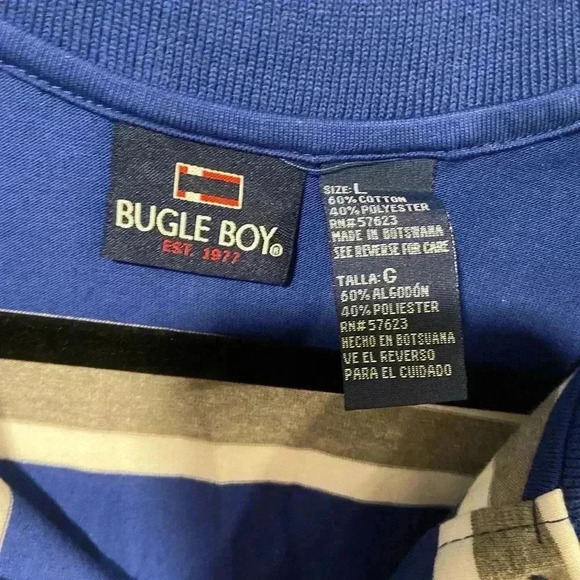 BUGLE BOY®
EST. 1977
SIZE: L
60% COTTON
40% POLYESTER
RN# 57623
MADE IN BOTSWANA
SEE REVERSE FOR CARE
TALLA: G
60% ALGODÓN
40% POLIESTER
RN# 57623
HECHO EN BOTSUANA
VE EL REVERSO
PARA EL CUIDADO